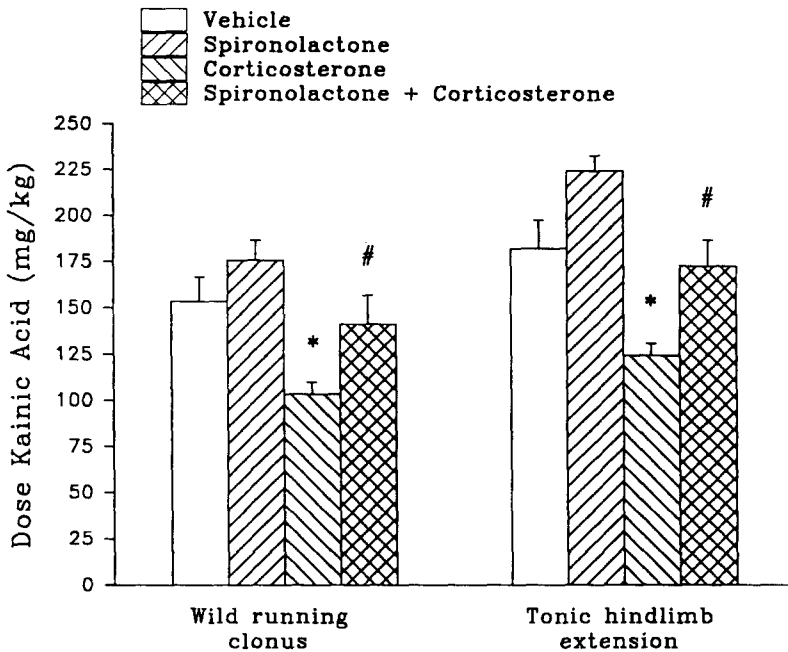 Vehicle
Spironolactone
Corticosterone
Spironolactone + Corticosterone
Dose Kainic Acid (mg/kg)
250
225
200
175
150
125
100
75
50
25
0
*
#
*
#
Wild running
clonus
Tonic hindlimb
extension